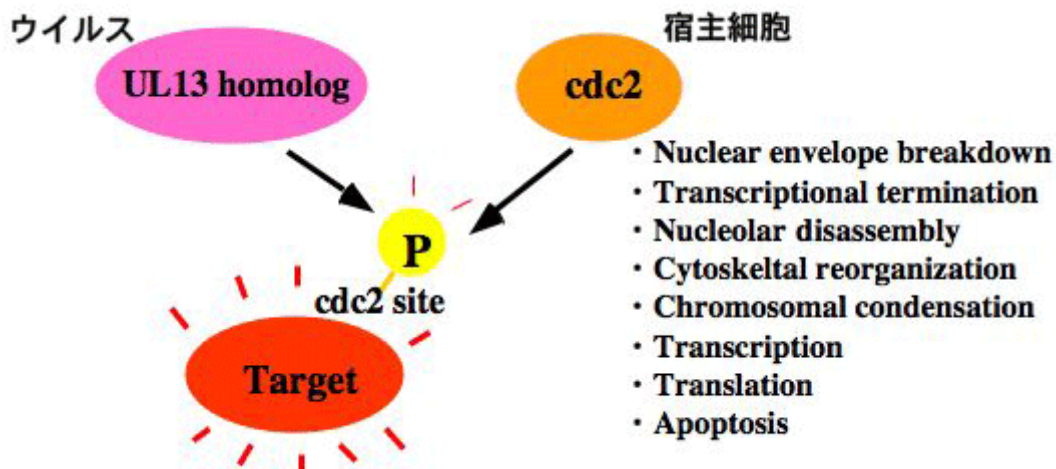 ウイルス
宿主細胞
UL13 homolog
cdc2
・Nuclear envelope breakdown
・Transcriptional termination
・Nucleolar disassembly
・Cytoskeltal reorganization
・Chromosomal condensation
・Transcription
・Translation
・Apoptosis
P
cdc2 site
Target